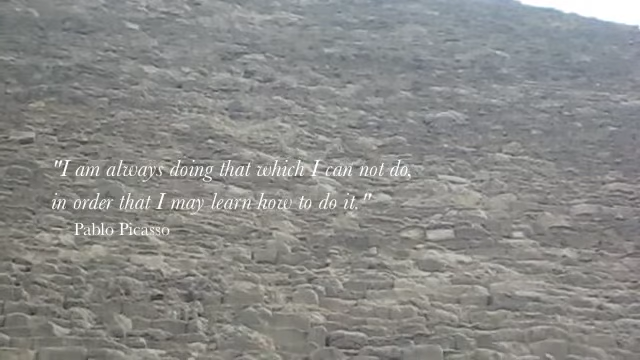 "I am always doing that which I can not do,
in order that I may learn how to do it."
Pablo Picasso